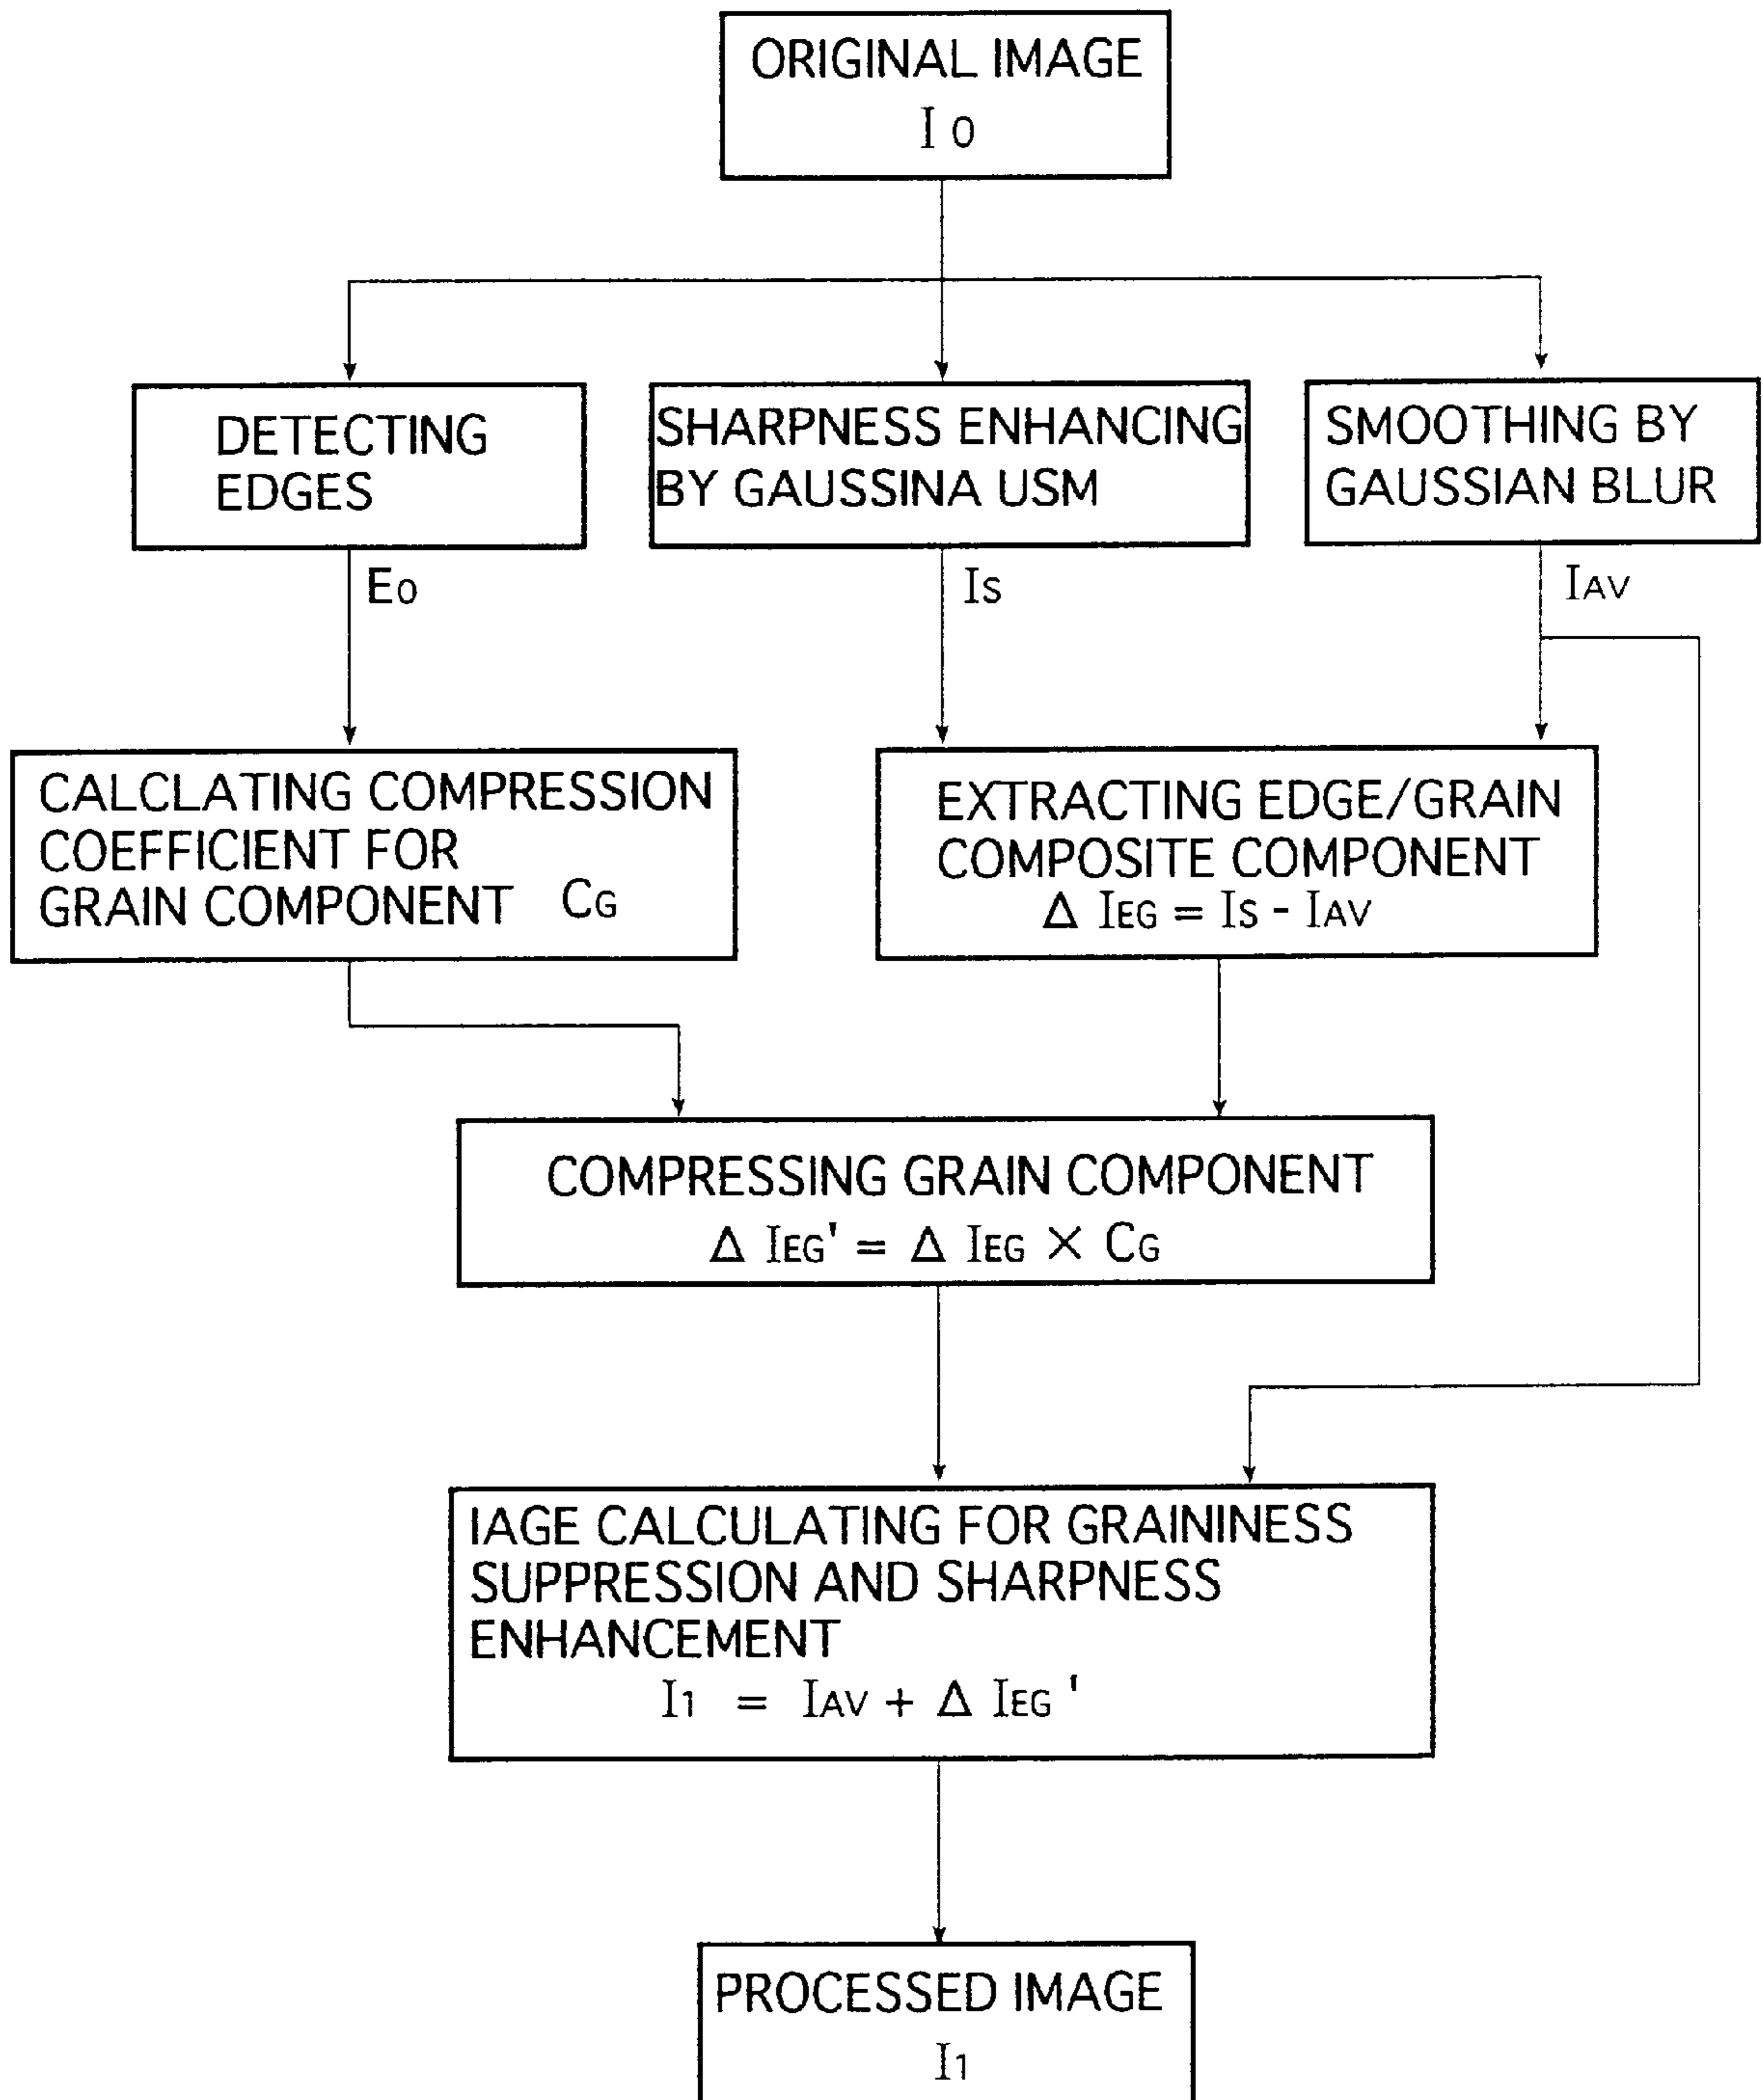 ORIGINAL IMAGE
I0
DETECTING
EDGES
SHARPNESS ENHANCING
BY GAUSSINA USM
SMOOTHING BY
GAUSSIAN BLUR
E0
IS
IAV
CALCLATING COMPRESSION
COEFFICIENT FOR
GRAIN COMPONENT CG
EXTRACTING EDGE/GRAIN
COMPOSITE COMPONENT
Δ IEG = IS - IAV
COMPRESSING GRAIN COMPONENT
Δ IEG' = Δ IEG × CG
IAGE CALCULATING FOR GRAININESS
SUPPRESSION AND SHARPNESS
ENHANCEMENT
I1 = IAV + Δ IEG'
PROCESSED IMAGE
I1